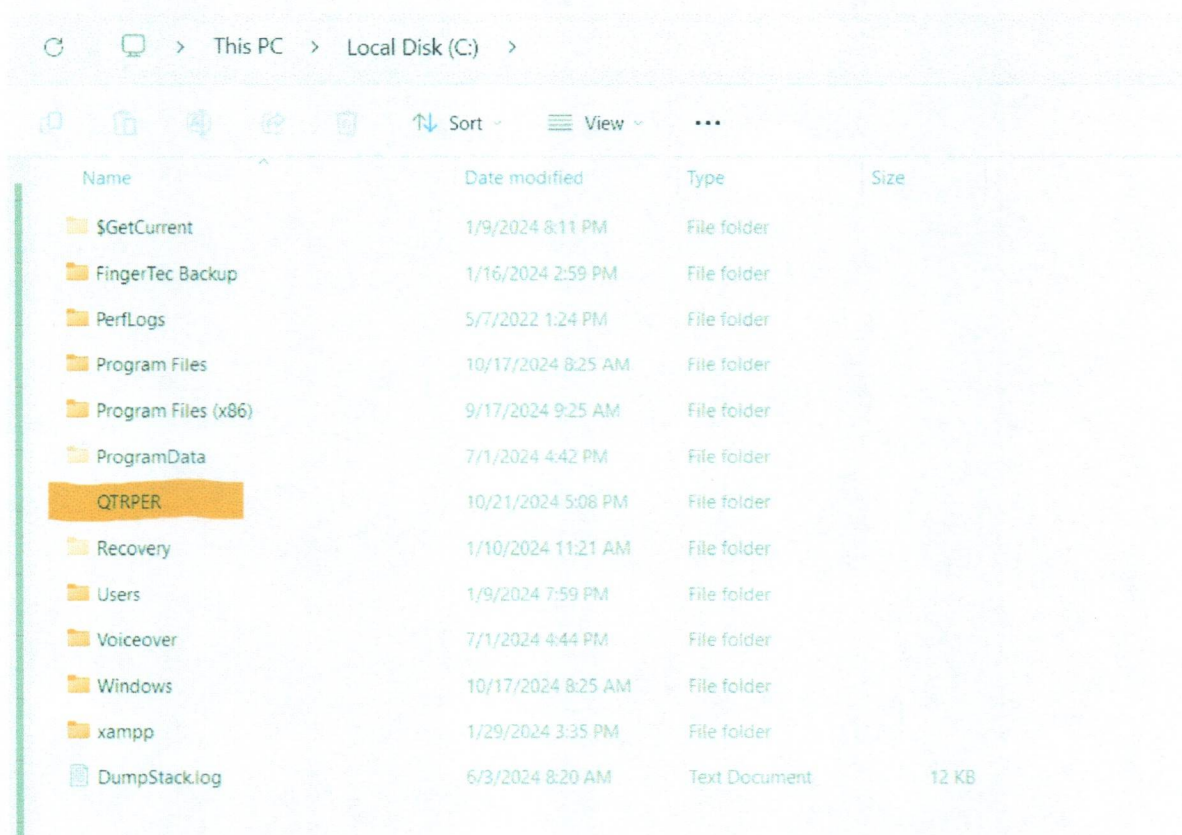 > This PC > Local Disk (C:) >
Sort View ...
Name Date modified Type Size
$GetCurrent 1/9/2024 8:11 PM File folder
FingerTec Backup 1/16/2024 2:59 PM File folder
PerfLogs 5/7/2022 1:24 PM File folder
Program Files 10/17/2024 8:25 AM File folder
Program Files (x86) 9/17/2024 9:25 AM File folder
ProgramData 7/1/2024 4:42 PM File folder
QTRPER 10/21/2024 5:08 PM File folder
Recovery 1/10/2024 11:21 AM File folder
Users 1/9/2024 7:59 PM File folder
Voiceover 7/1/2024 4:44 PM File folder
Windows 10/17/2024 8:25 AM File folder
xampp 1/29/2024 3:35 PM File folder
DumpStack.log 6/3/2024 8:20 AM Text Document 12 KB